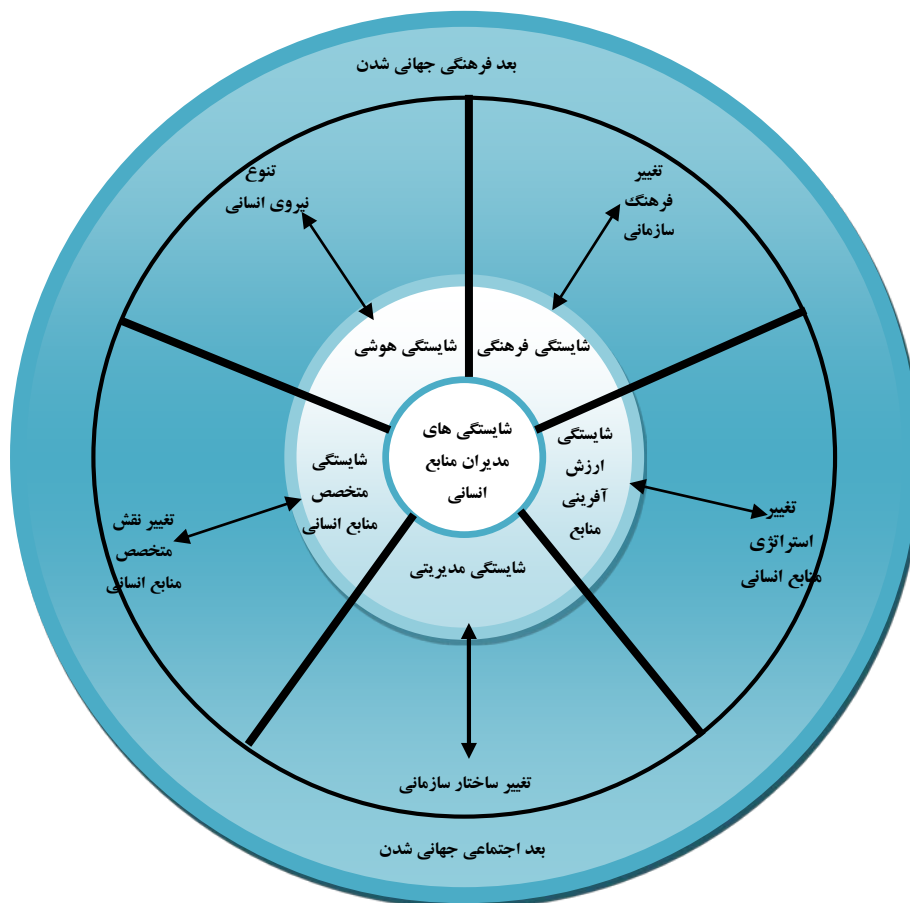 بعد فرهنگی جهانی شدن
تغییر
فرهنگ
سازمانی
تنوع
نیروی انسانی
شایستگی فرهنگی
شایستگی هوشی
شایستگی های
مدیران منابع
انسانی
شایستگی
ارزش
آفرینی
منابع
شایستگی
متخصص
منابع انسانی
تغییر
استراتژی
منابع انسانی
تغییر نقش
متخصص
منابع انسانی
شایستگی مدیریتی
تغییر ساختار سازمانی
بعد اجتماعی جهانی شدن